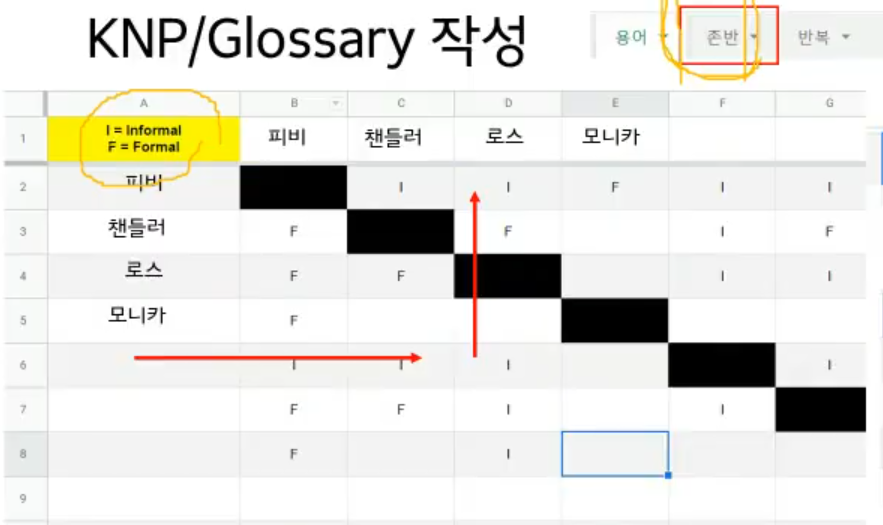 KNP/Glossary 작성
용어 존반 반복
A B C D E F G
1 I = Informal
F = Formal 피비 챈들러 로스 모니카
2 피비 I I F I I
3 챈들러 F F I F
4 로스 F F I I
5 모니카 F
6 I I I I
7 F F I I
8 F I
9